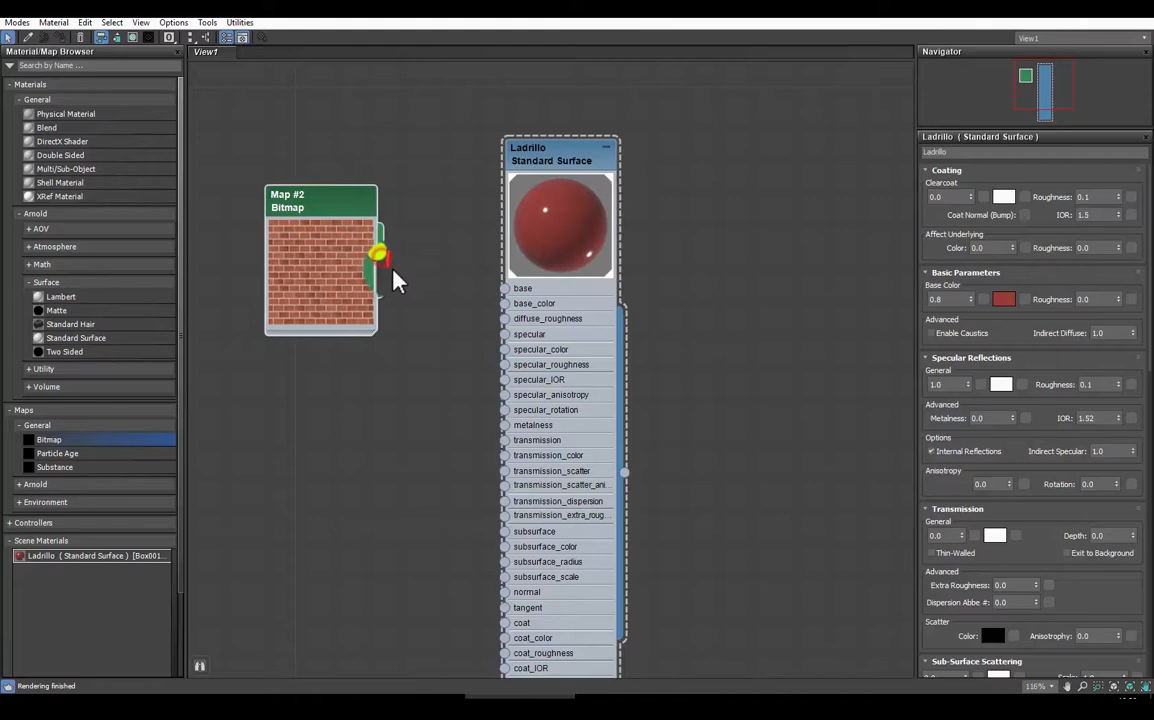 Modes Material Edit Select View Options Tools Utilities
Material/Map Browser
Search by Name ...
- Materials
- General
Physical Material
Blend
DirectX Shader
Double Sided
Multi/Sub-Object
Shell Material
XRef Material
- Arnold
+ AOV
+ Atmosphere
+ Math
- Surface
Lambert
Matte
Standard Hair
Standard Surface
Two Sided
+ Utility
+ Volume
- Maps
- General
Bitmap
Particle Age
Substance
+ Arnold
+ Environment
+ Controllers
- Scene Materials
Ladrillo ( Standard Surface ) [Box001...
Rendering finished
View1
Map #2
Bitmap
Ladrillo
Standard Surface
base
base_color
diffuse_roughness
specular
specular_color
specular_roughness
specular_IOR
specular_anisotropy
specular_rotation
metalness
transmission
transmission_color
transmission_scatter
transmission_scatter_ani...
transmission_dispersion
transmission_extra_roug...
subsurface
subsurface_color
subsurface_radius
subsurface_scale
normal
tangent
coat
coat_color
coat_roughness
coat_IOR
View1
Navigator
Ladrillo ( Standard Surface )
Ladrillo
Coating
Clearcoat
0.0 Roughness: 0.1
Coat Normal (Bump): IOR: 1.5
Affect Underlying
Color: 0.0 Roughness: 0.0
Basic Parameters
Base Color
0.8 Roughness: 0.0
Advanced
Enable Caustics Indirect Diffuse: 1.0
Specular Reflections
General
1.0 Roughness: 0.1
Advanced
Metalness: 0.0 IOR: 1.52
Options
Internal Reflections Indirect Specular: 1.0
Anisotropy
0.0 Rotation: 0.0
Transmission
General
0.0 Depth: 0.0
Thin-Walled Exit to Background
Advanced
Extra Roughness: 0.0
Dispersion Abbe #: 0.0
Scatter
Color: Anisotropy: 0.0
Sub-Surface Scattering
116%